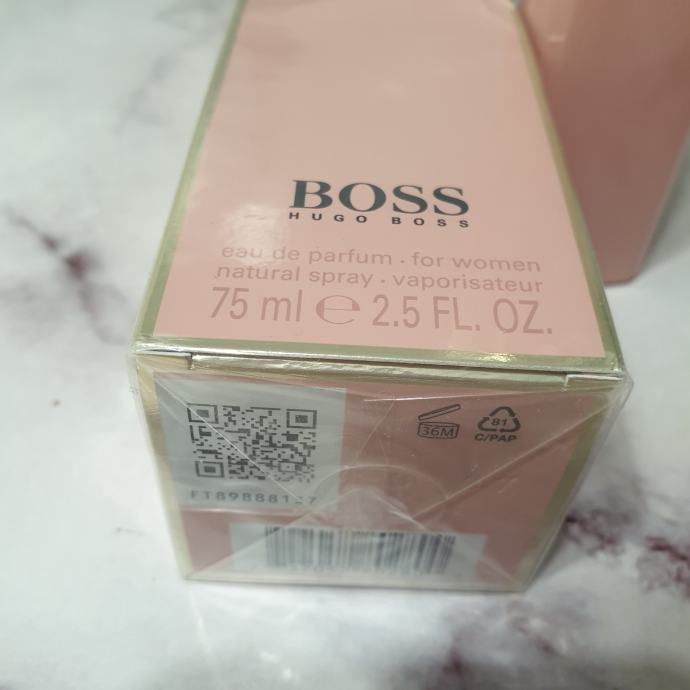 BOSS
HUGO BOSS
eau de parfum · for women
natural spray · vaporisateur
75 ml ℮ 2.5 FL. OZ.
36M
81
C/PAP